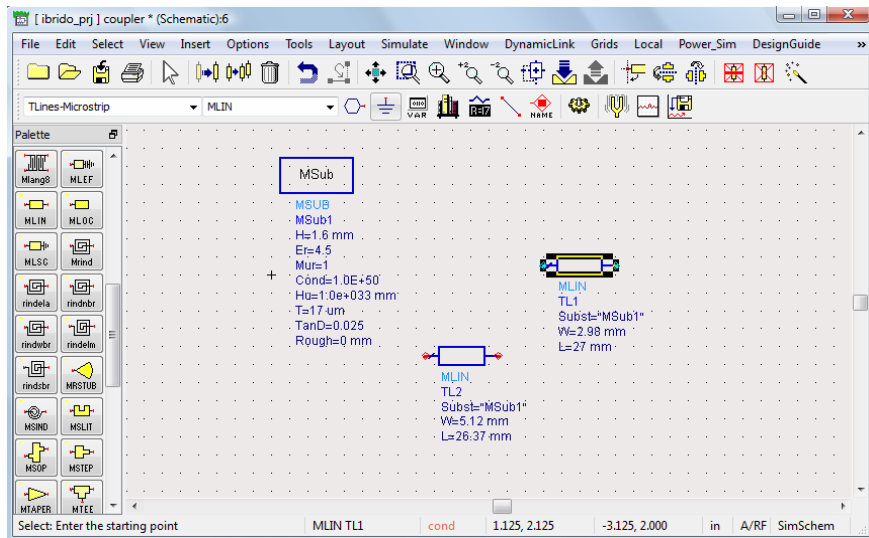 [ ibrido_prj ] coupler * (Schematic):6
File Edit Select View Insert Options Tools Layout Simulate Window DynamicLink Grids Local Power_Sim DesignGuide »
TLines-Microstrip MLIN VAR R=17 NAME
Palette
Mlang8 MLEF
MLIN MLOC
MLSC Mrind
rindela rindnbr
rindwbr rindelm
rindsbr MRSTUB
MSIND MSLIT
MSOP MSTEP
MTAPER MTEE
MSub
MSUB
MSub1
H=1.6 mm
Er=4.5
Mur=1
Cond=1.0E+50
Hu=1.0e+033 mm
T=17 um
TanD=0.025
Rough=0 mm
MLIN
TL1
Subst="MSub1"
W=2.98 mm
L=27 mm
MLIN
TL2
Subst="MSub1"
W=5.12 mm
L=26.37 mm
Select: Enter the starting point MLIN TL1 cond 1.125, 2.125 -3.125, 2.000 in A/RF SimSchem